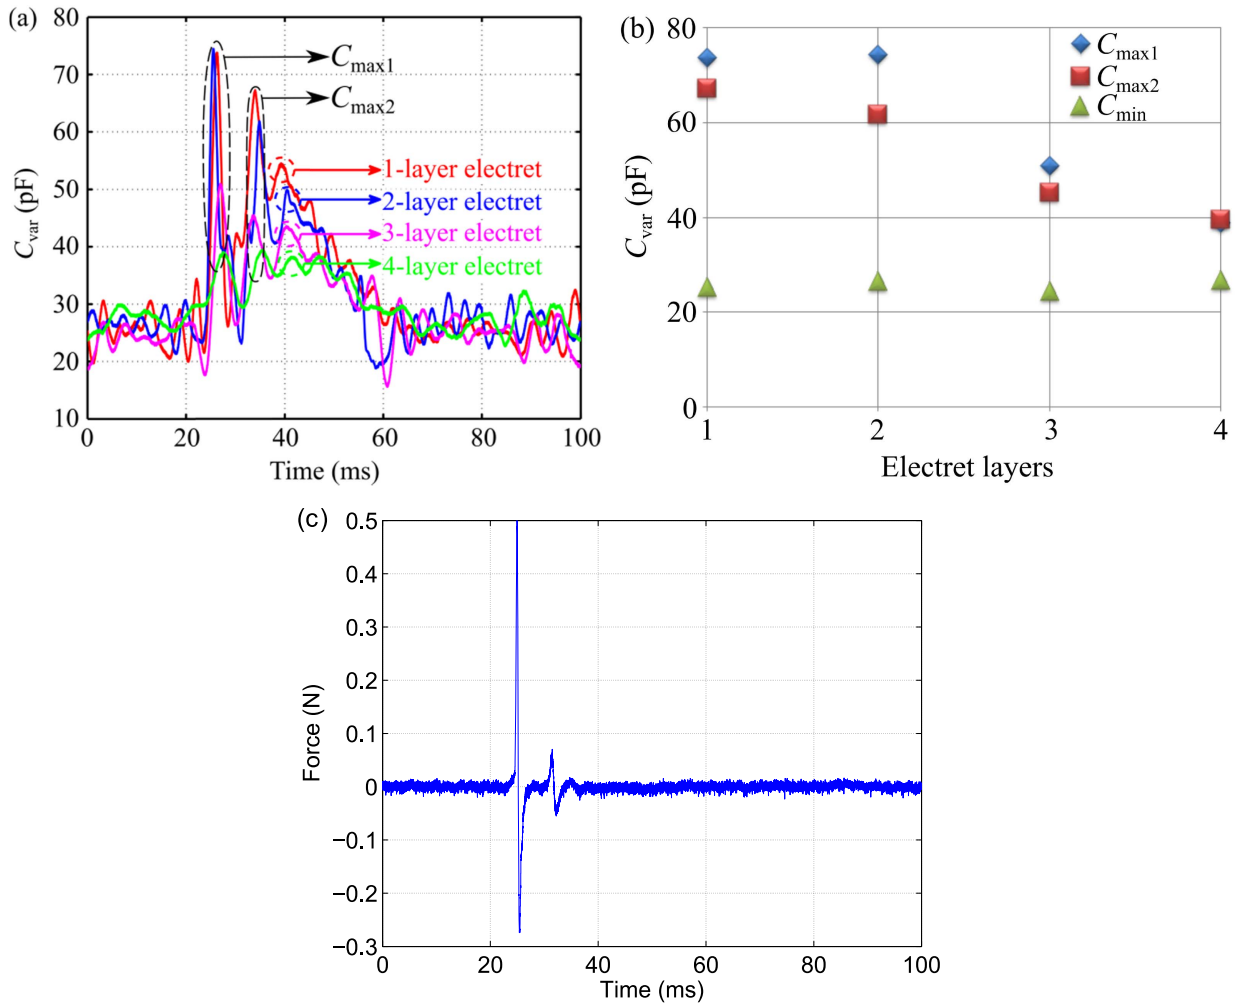 (a)
80
70
60
50
40
30
20
10
C_var (pF)
C_max1
C_max2
1-layer electret
2-layer electret
3-layer electret
4-layer electret
0 20 40 60 80 100
Time (ms)
(b)
80
60
40
20
0
C_var (pF)
C_max1
C_max2
C_min
1 2 3 4
Electret layers
(c)
0.5
0.4
0.3
0.2
0.1
0
−0.1
−0.2
−0.3
Force (N)
0 20 40 60 80 100
Time (ms)